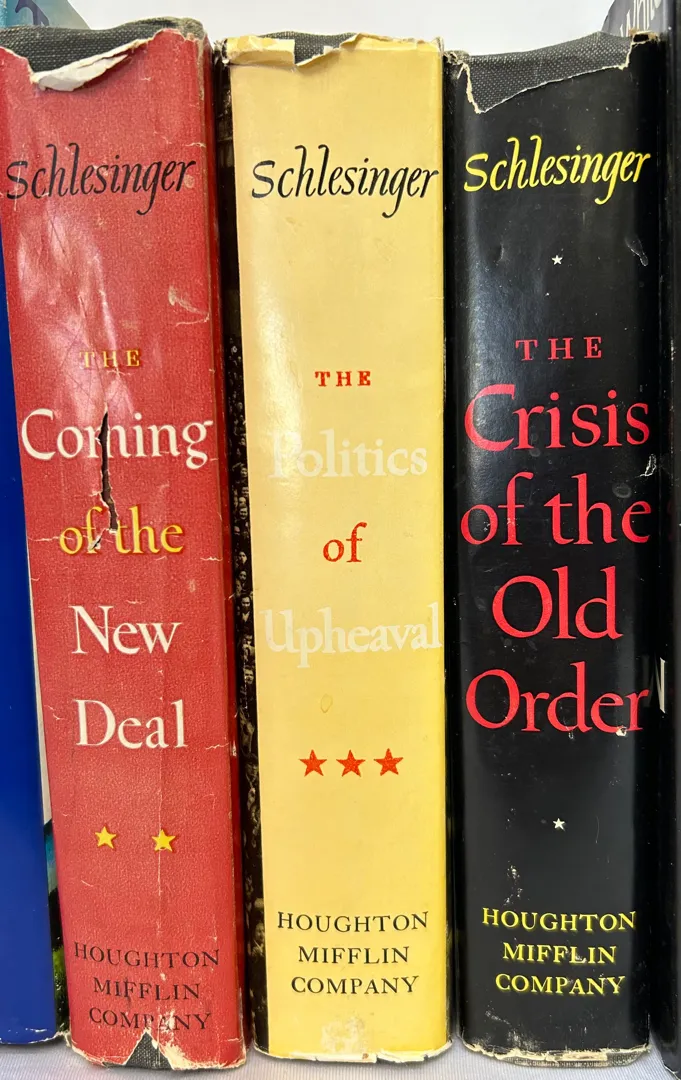 Schlesinger
THE
Coming
of the
New
Deal
HOUGHTON
MIFFLIN
COMPANY
Schlesinger
THE
Politics
of
Upheaval
HOUGHTON
MIFFLIN
COMPANY
Schlesinger
THE
Crisis
of the
Old
Order
HOUGHTON
MIFFLIN
COMPANY